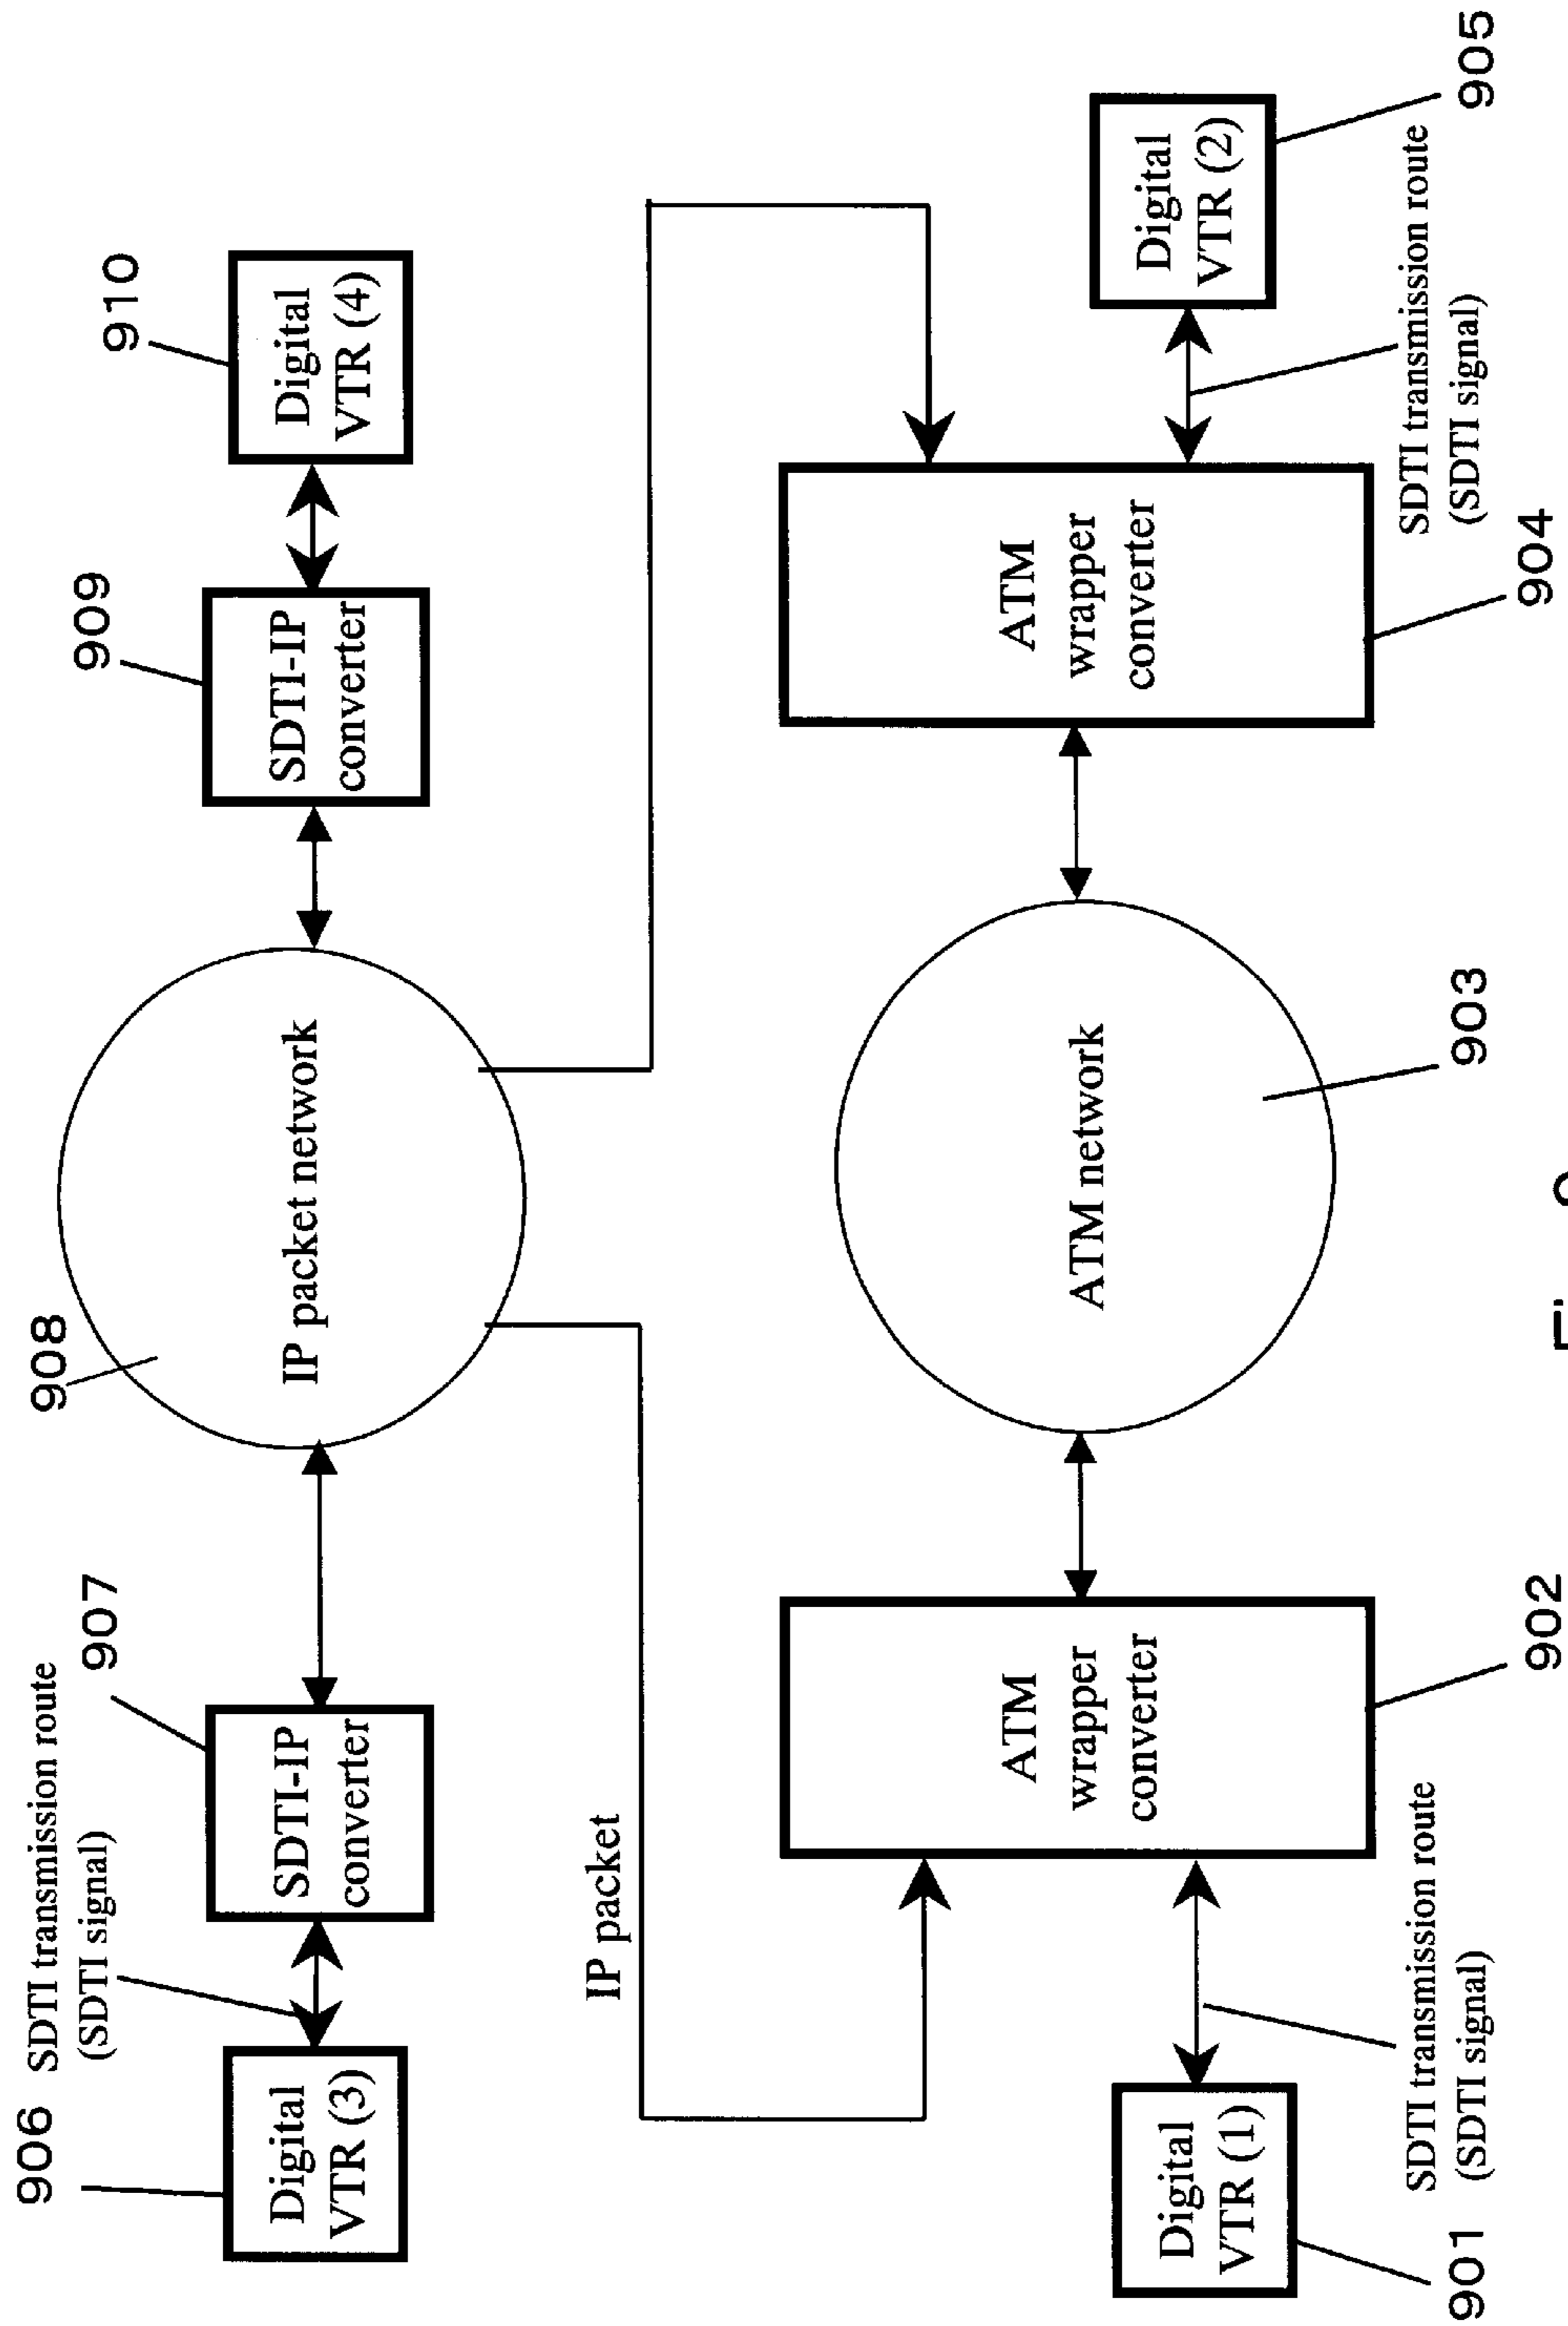 906
SDTI transmission route
(SDTI signal)
907
908
909
910
Digital
VTR (3)
SDTI-IP
converter
IP packet network
SDTI-IP
converter
Digital
VTR (4)
IP packet
ATM
wrapper
converter
ATM network
ATM
wrapper
converter
Digital
VTR (1)
Digital
VTR (2)
901
SDTI transmission route
(SDTI signal)
902
903
904
SDTI transmission route
(SDTI signal)
905